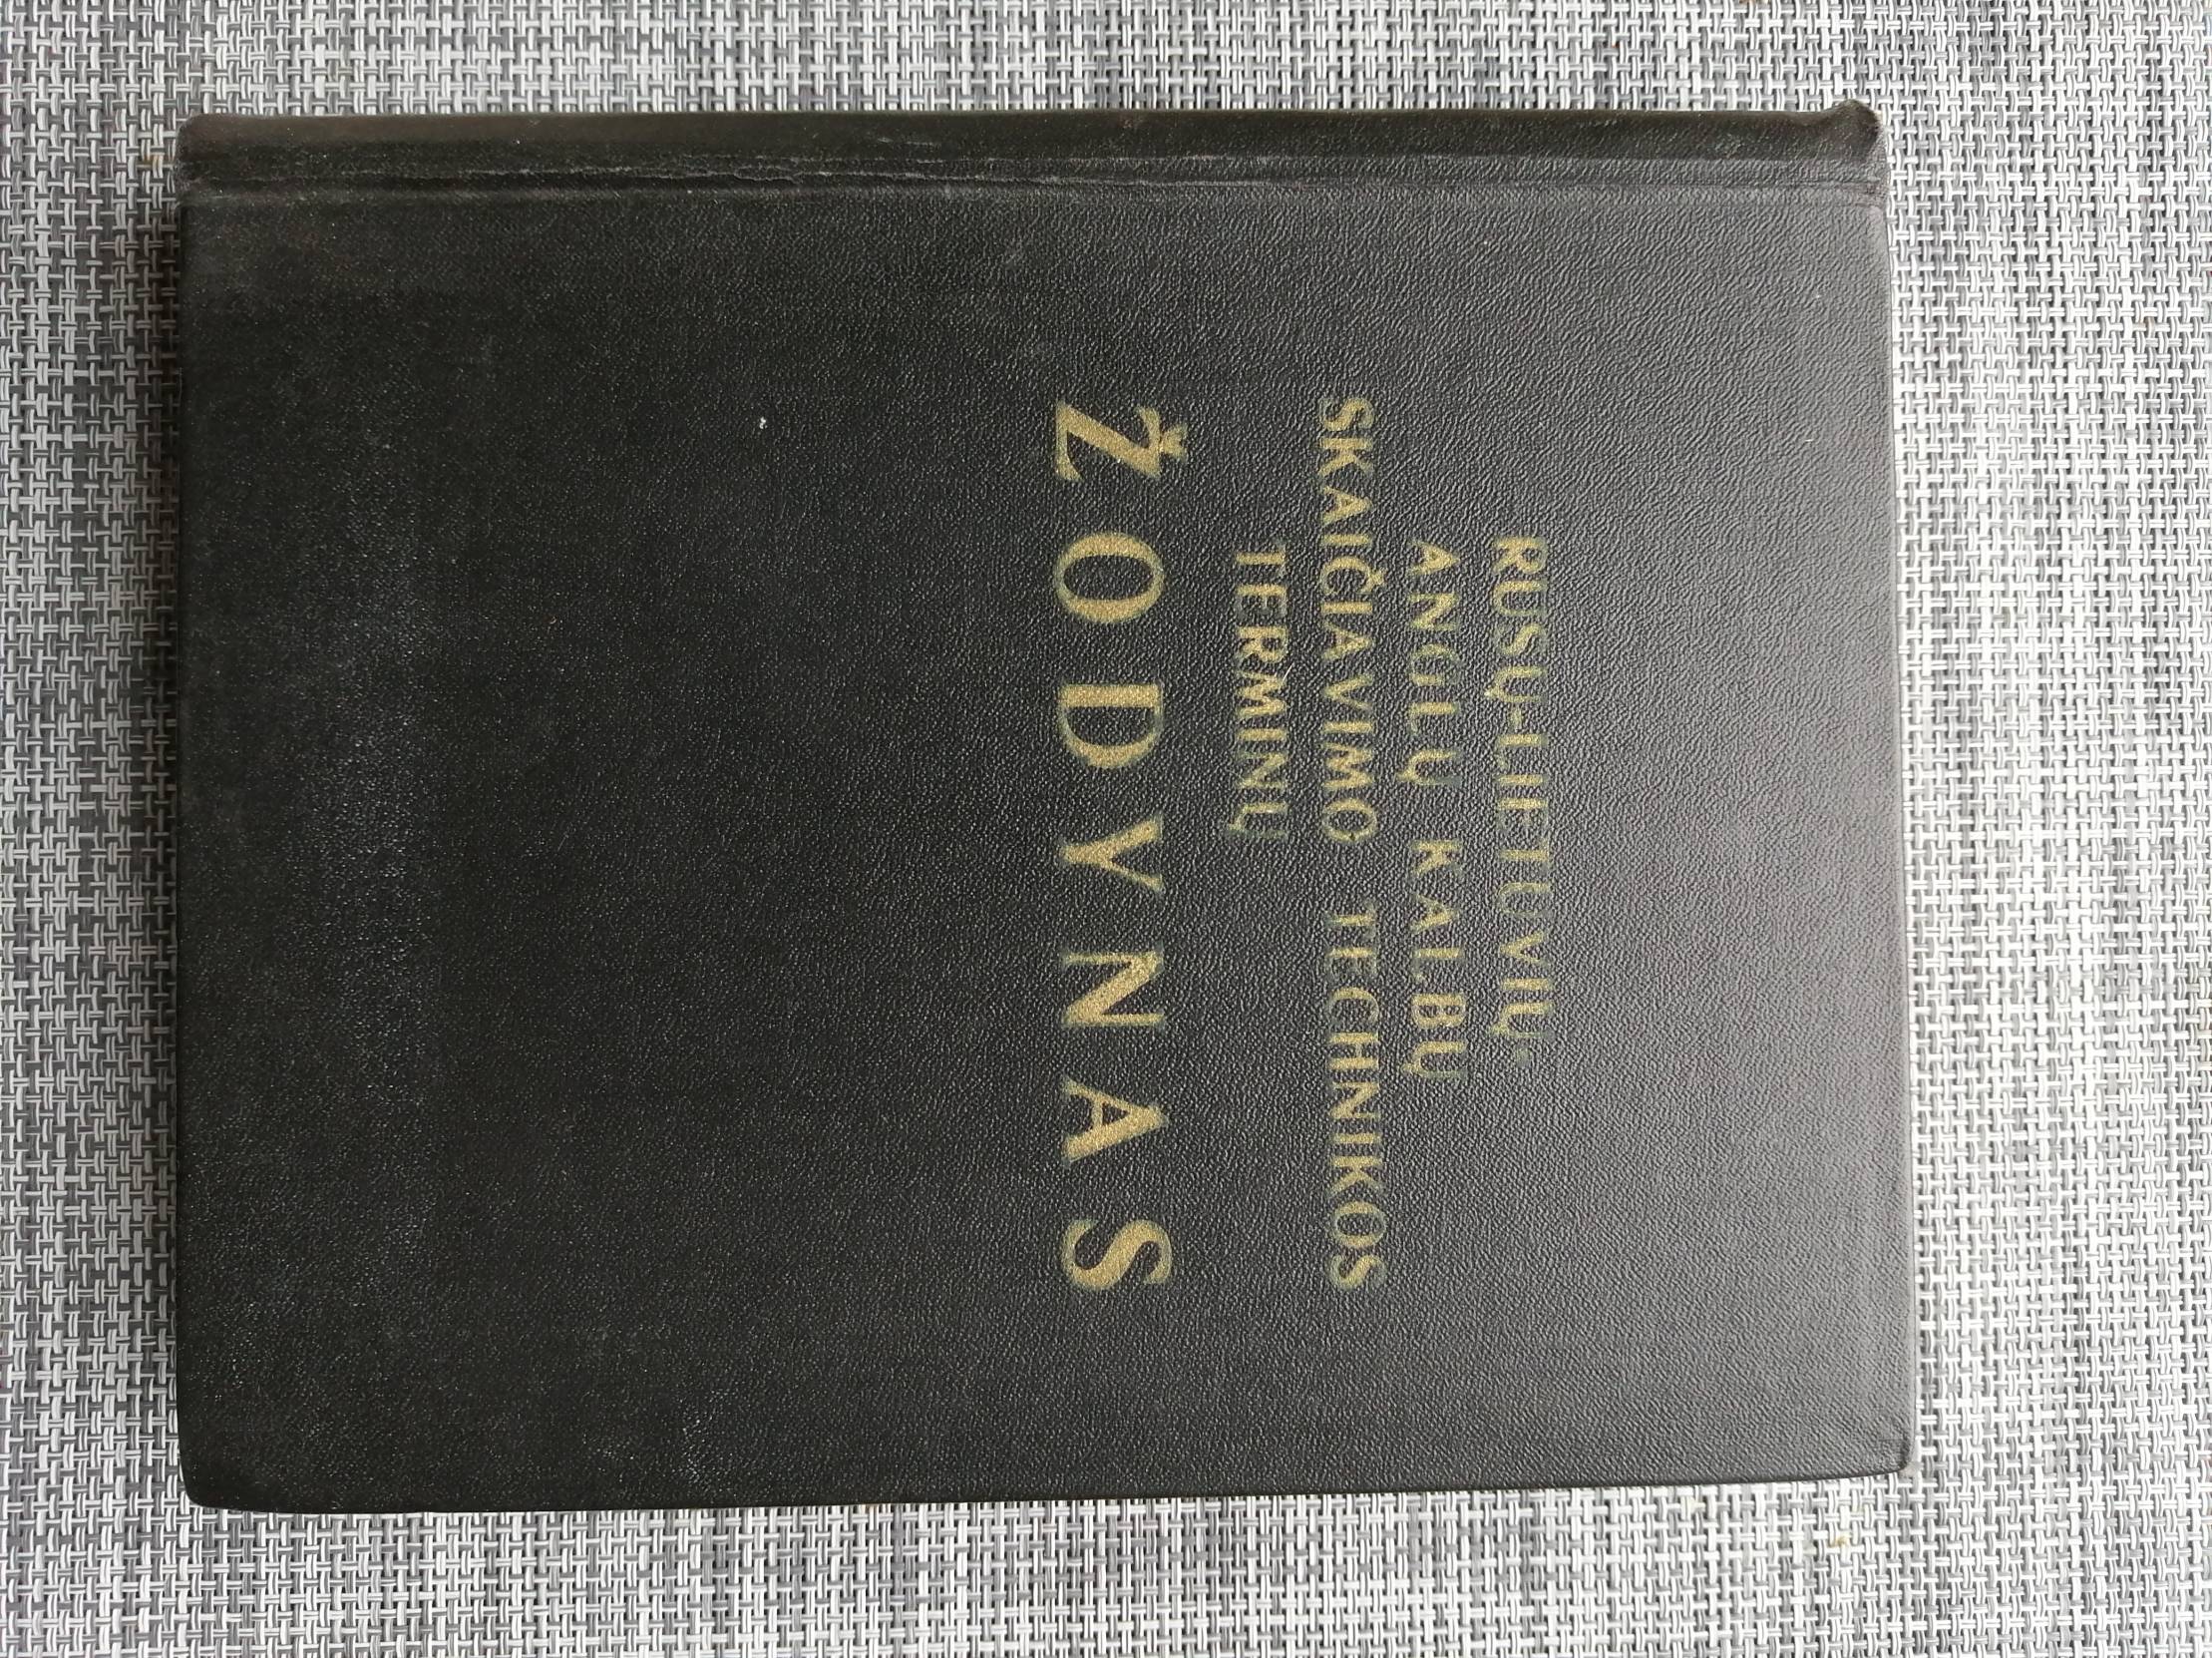 RUSŲ-LIETUVIŲ-
ANGLŲ KALBŲ
SKAIČIAVIMO TECHNIKOS
TERMINŲ
ŽODYNAS